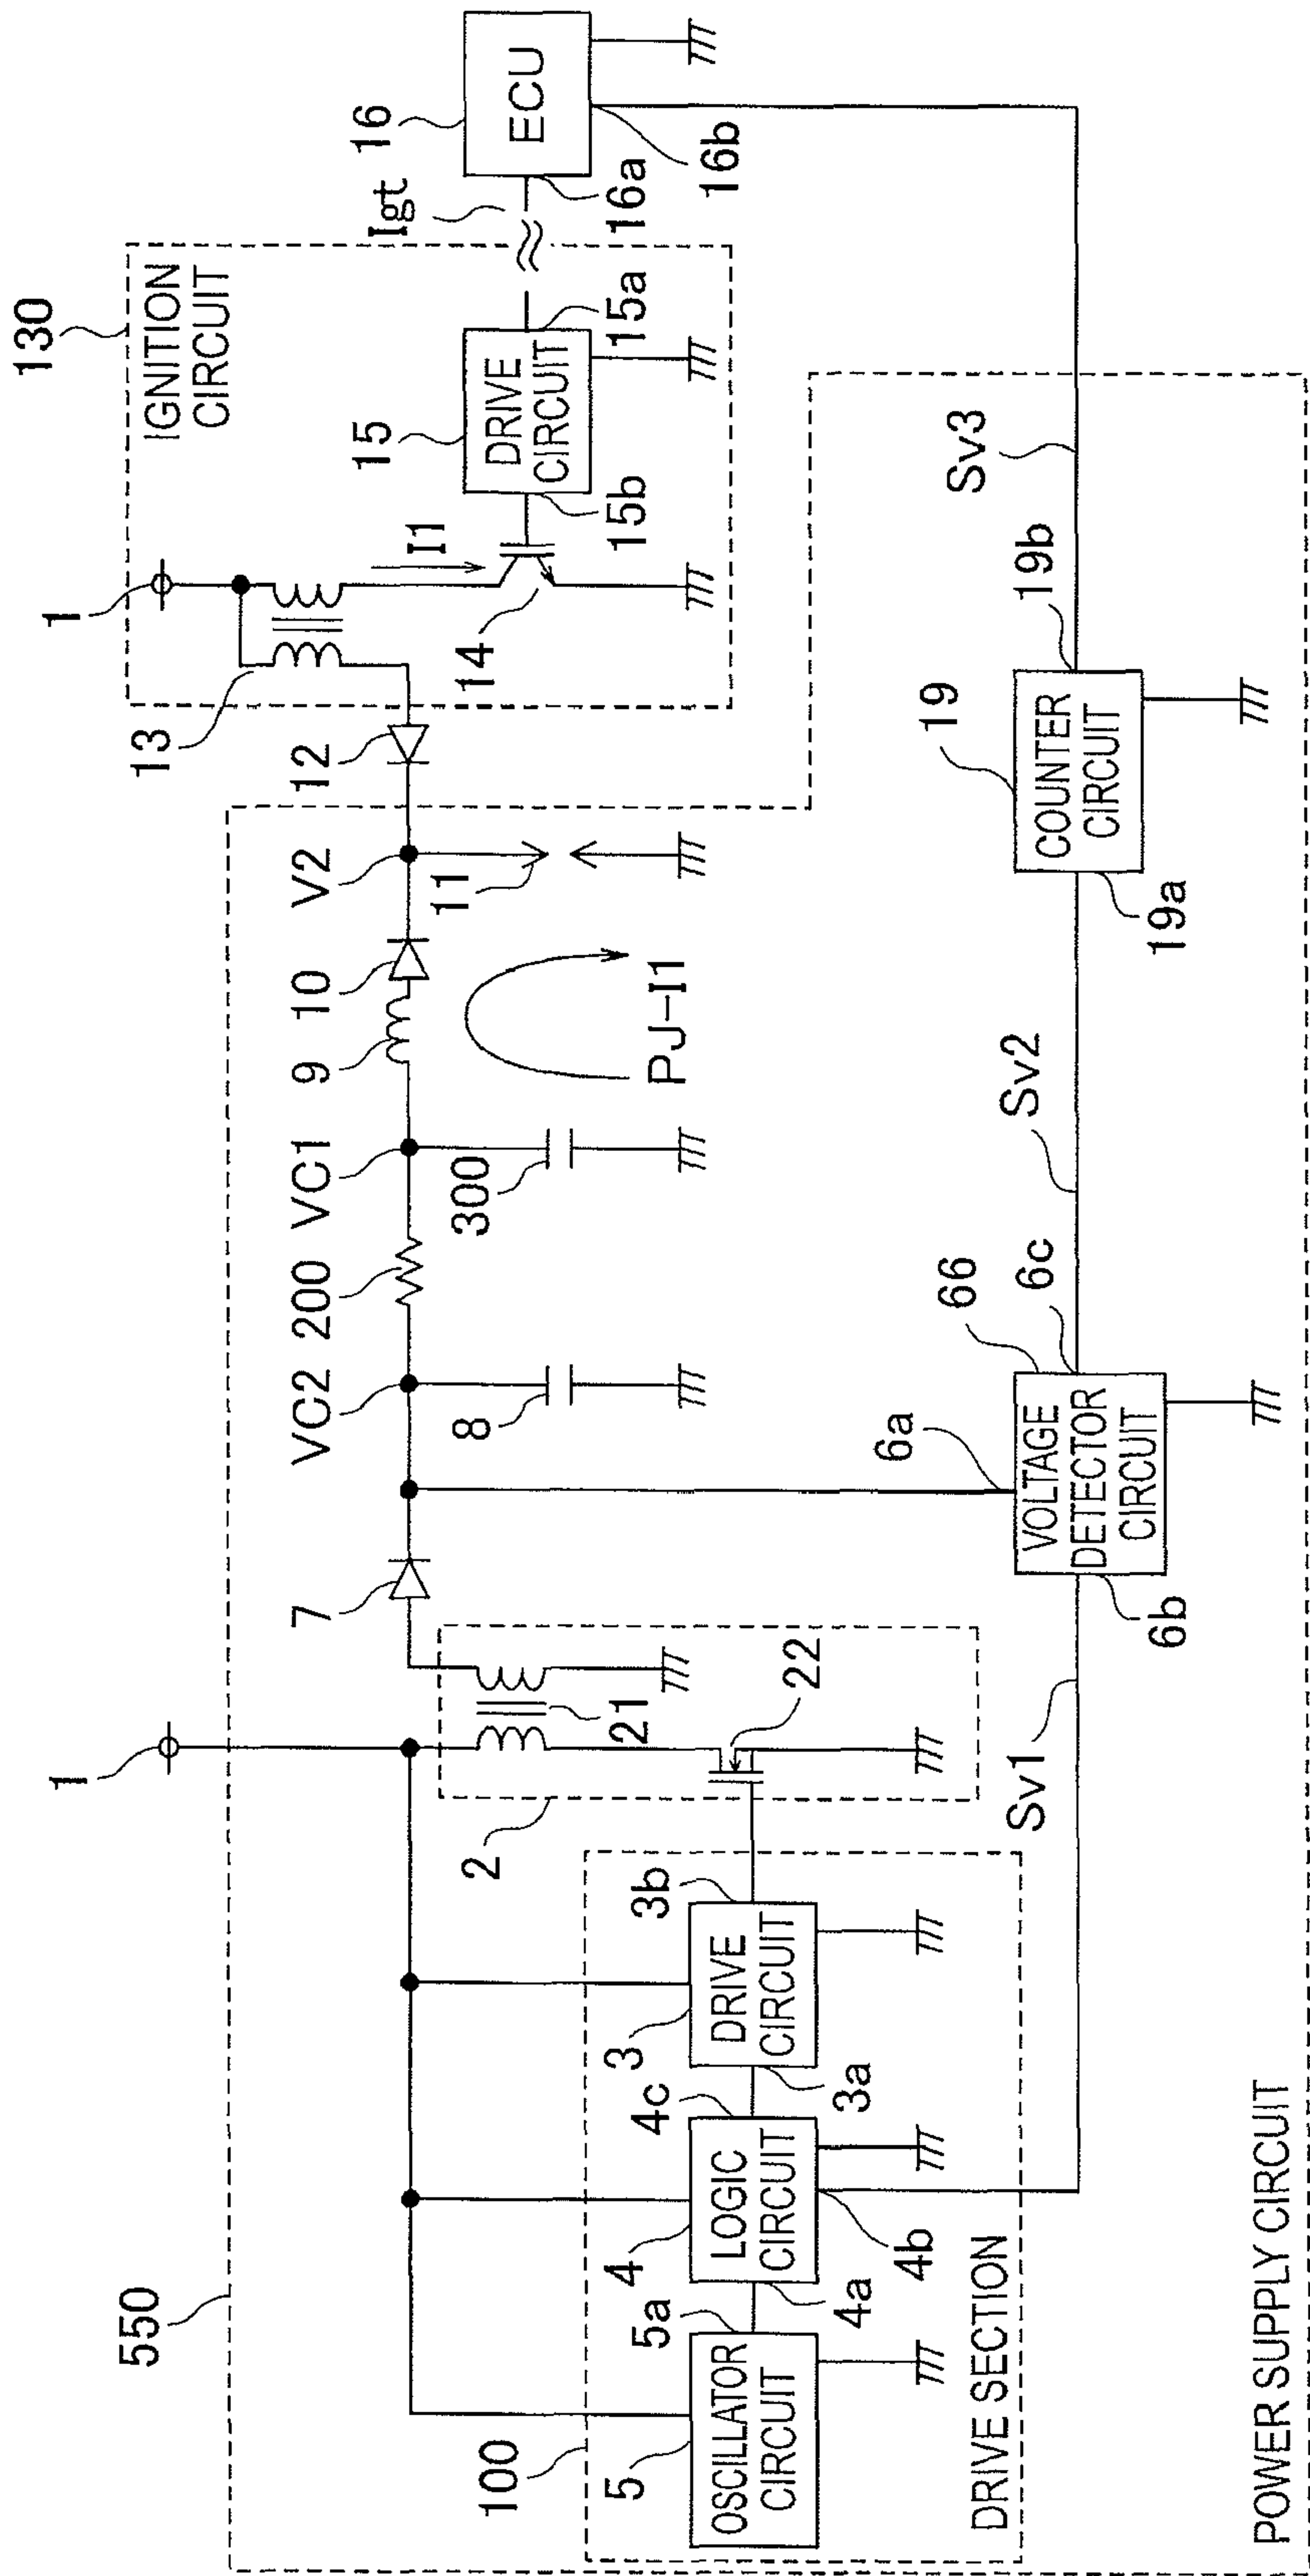 130
IGNITION
CIRCUIT
1
13
I1
14
15
DRIVE
CIRCUIT
15a
15b
Igt
16
ECU
16a
16b
550
1
7
VC2
200
VC1
9
10
V2
12
8
300
11
PJ-I1
2
21
22
100
5
OSCILLATOR
CIRCUIT
5a
4
LOGIC
CIRCUIT
4a
4b
4c
3
DRIVE
CIRCUIT
3a
3b
DRIVE SECTION
Sv1
6a
66
VOLTAGE
DETECTOR
CIRCUIT
6b
6c
Sv2
19
COUNTER
CIRCUIT
19a
19b
Sv3
POWER SUPPLY CIRCUIT